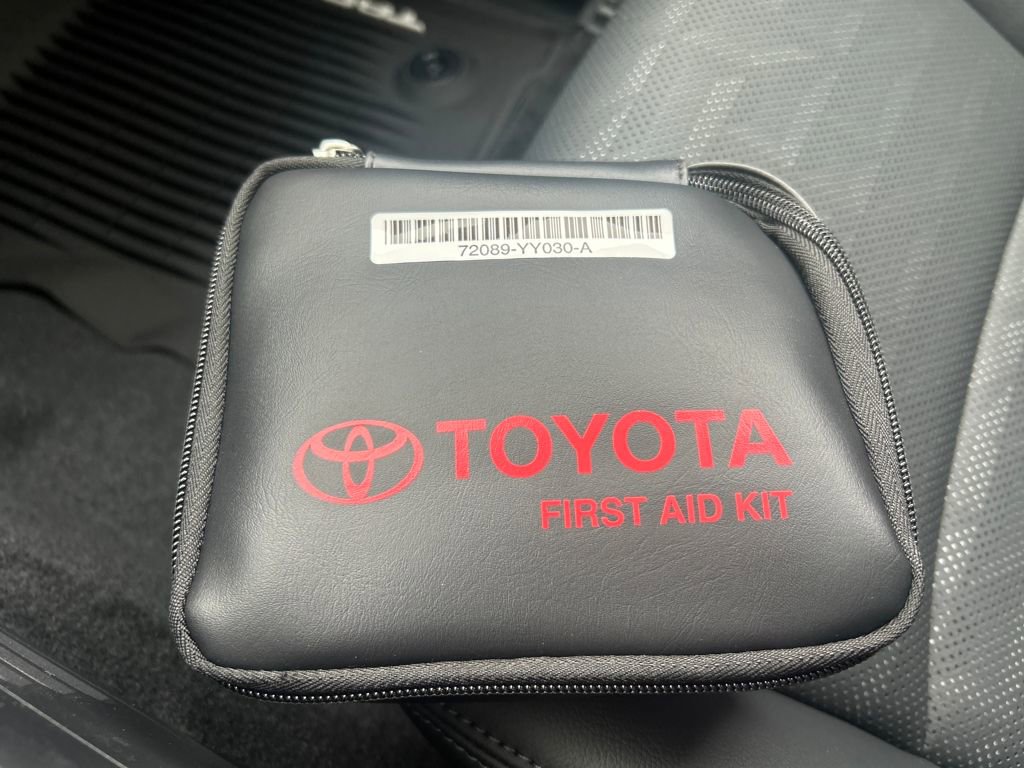 72089-YY030-A
TOYOTA
FIRST AID KIT